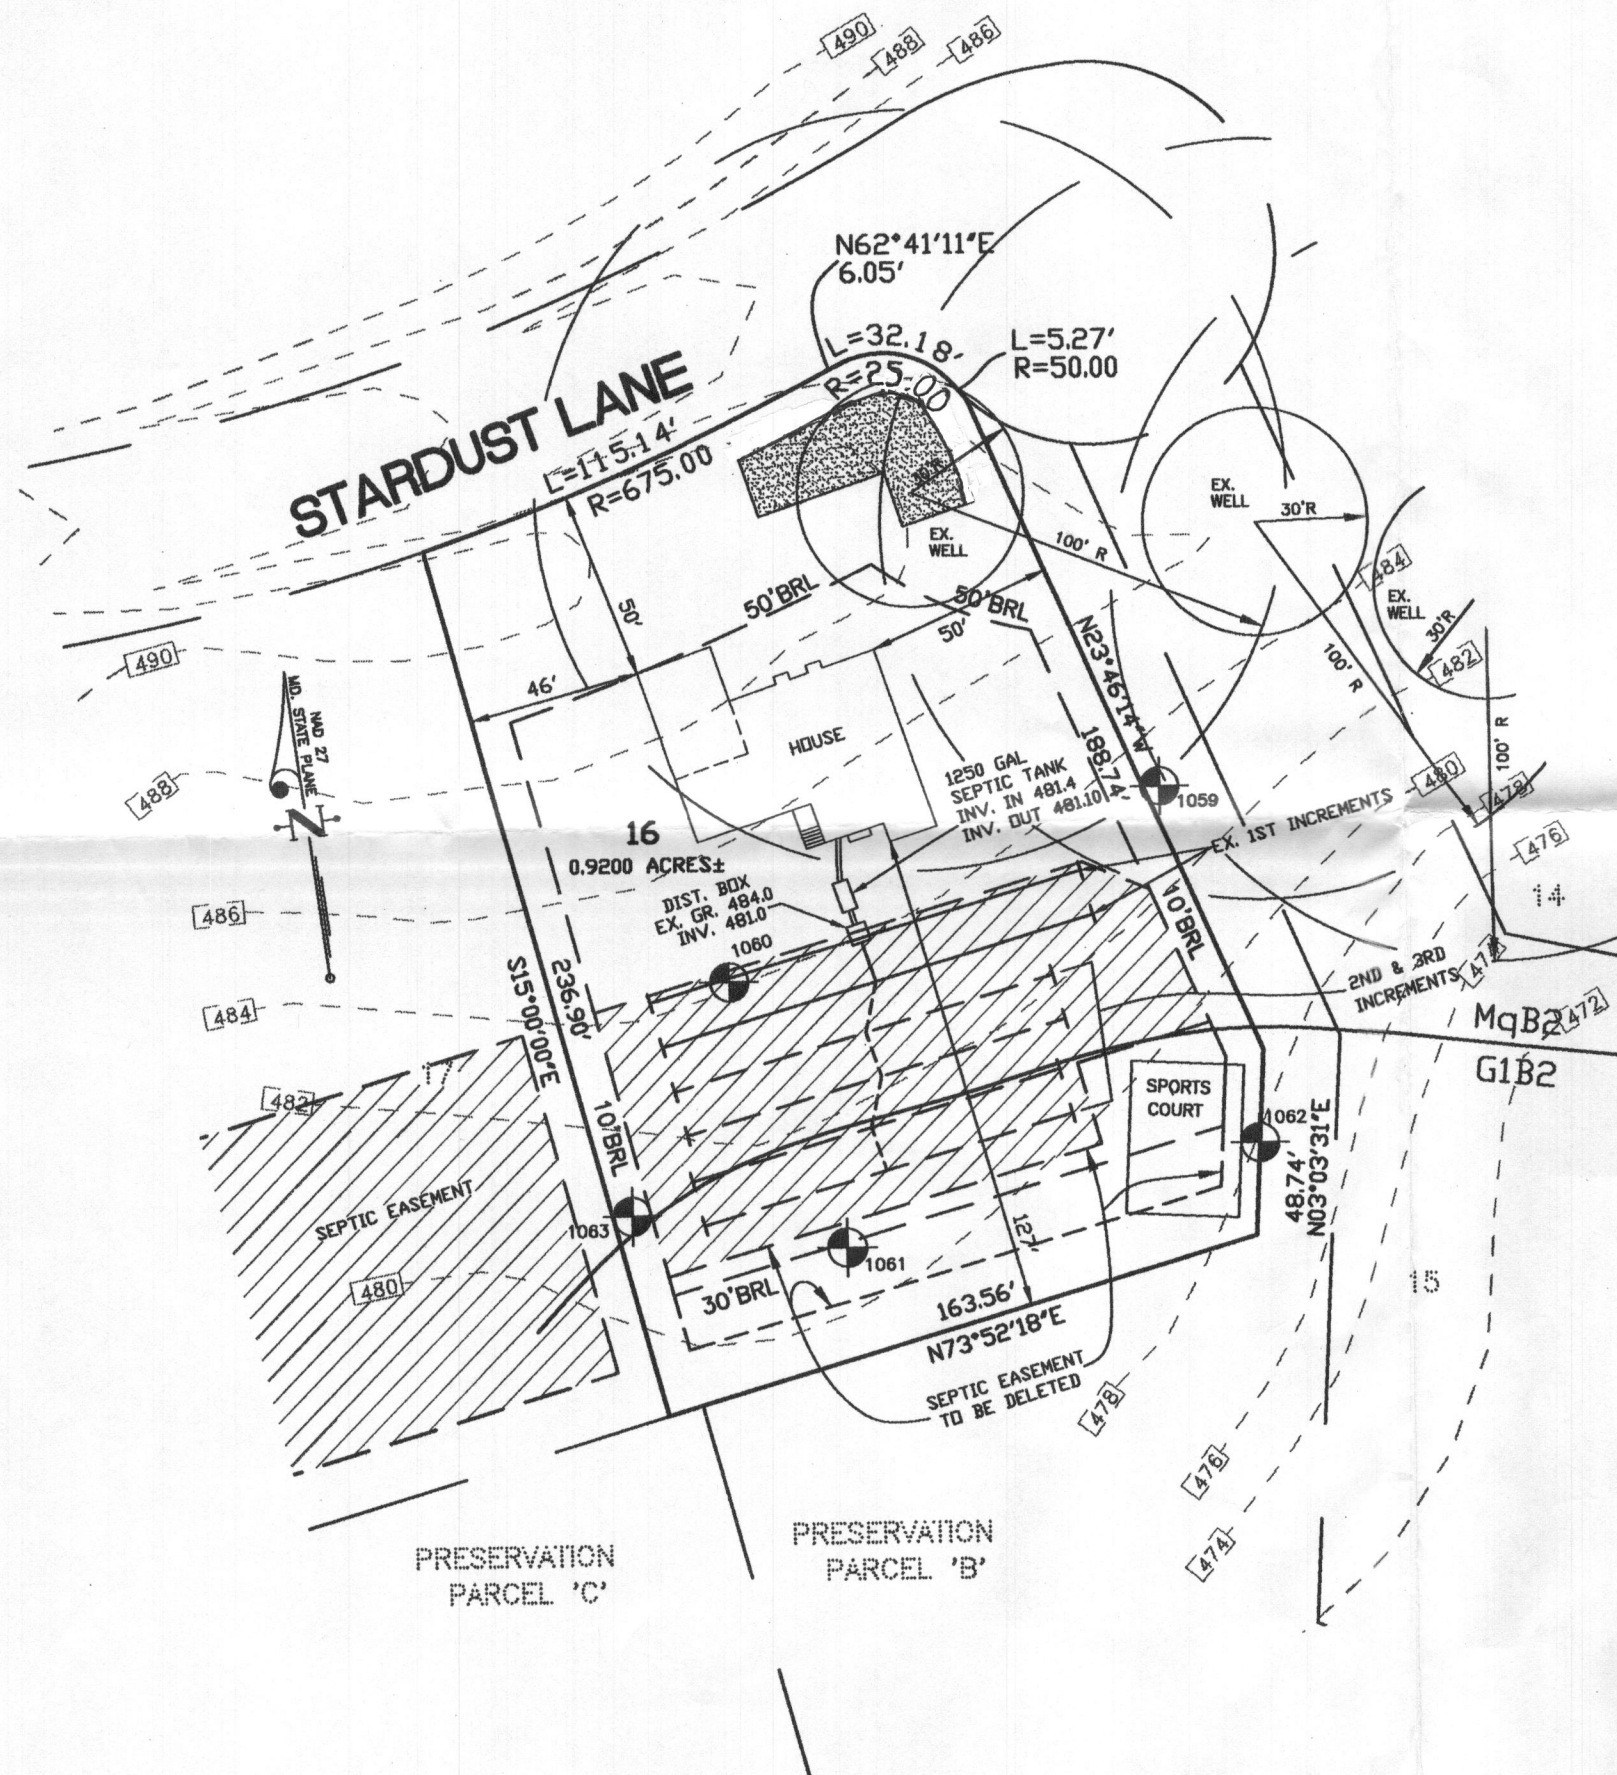 490
488
486
N62°41'11"E
6.05'
L=32.18'
R=25.00
L=5.27'
R=50.00
STARDUST LANE
L=115.14'
R=675.00
30'R
EX.
WELL
EX.
WELL
30'R
100' R
484
EX.
WELL
30'R
482
100' R
100' R
50'BRL
50'BRL
50'
50'
46'
490
NAD 27
MD. STATE PLANE
N
HOUSE
N23°46'14"W
188.74'
1250 GAL
SEPTIC TANK
INV. IN 481.4
INV. OUT 481.10
1059
480
478
EX. 1ST INCREMENTS
476
14
488
16
0.9200 ACRES±
DIST. BOX
EX. GR. 484.0
INV. 481.0
1060
486
10'BRL
S15°00'00"E
236.90'
2ND & 3RD
INCREMENTS
474
472
MqB2
G1B2
484
17
482
10'BRL
SPORTS
COURT
1062
48.74'
N03°03'31"E
SEPTIC EASEMENT
1063
1061
127'
480
30'BRL
163.56'
N73°52'18"E
15
SEPTIC EASEMENT
TO BE DELETED
478
476
474
PRESERVATION
PARCEL 'C'
PRESERVATION
PARCEL 'B'